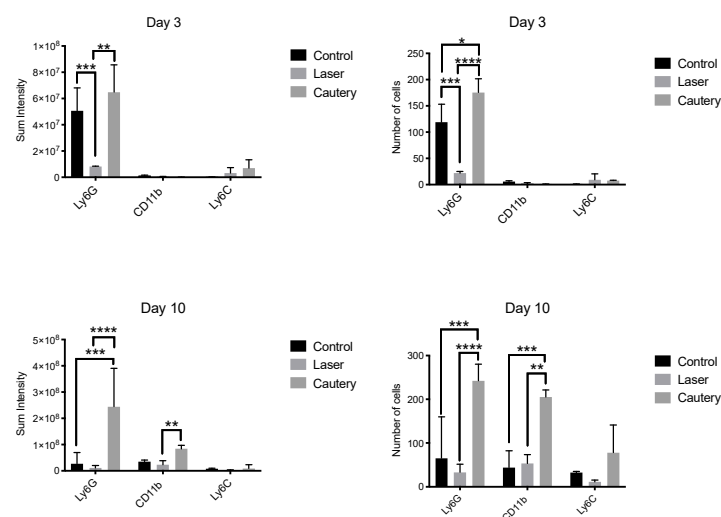 Day 3
1×10⁸
8×10⁷
6×10⁷
4×10⁷
2×10⁷
0
Sum Intensity
***
**
Ly6G
CD11b
Ly6C
Control
Laser
Cautery
Day 3
250
200
150
100
50
0
Number of cells
*
****
***
Ly6G
CD11b
Ly6C
Control
Laser
Cautery
Day 10
5×10⁸
4×10⁸
3×10⁸
2×10⁸
1×10⁸
0
Sum Intensity
****
***
**
Ly6G
CD11b
Ly6C
Control
Laser
Cautery
Day 10
300
200
100
0
Number of cells
***
****
***
**
Ly6G
CD11b
Ly6C
Control
Laser
Cautery